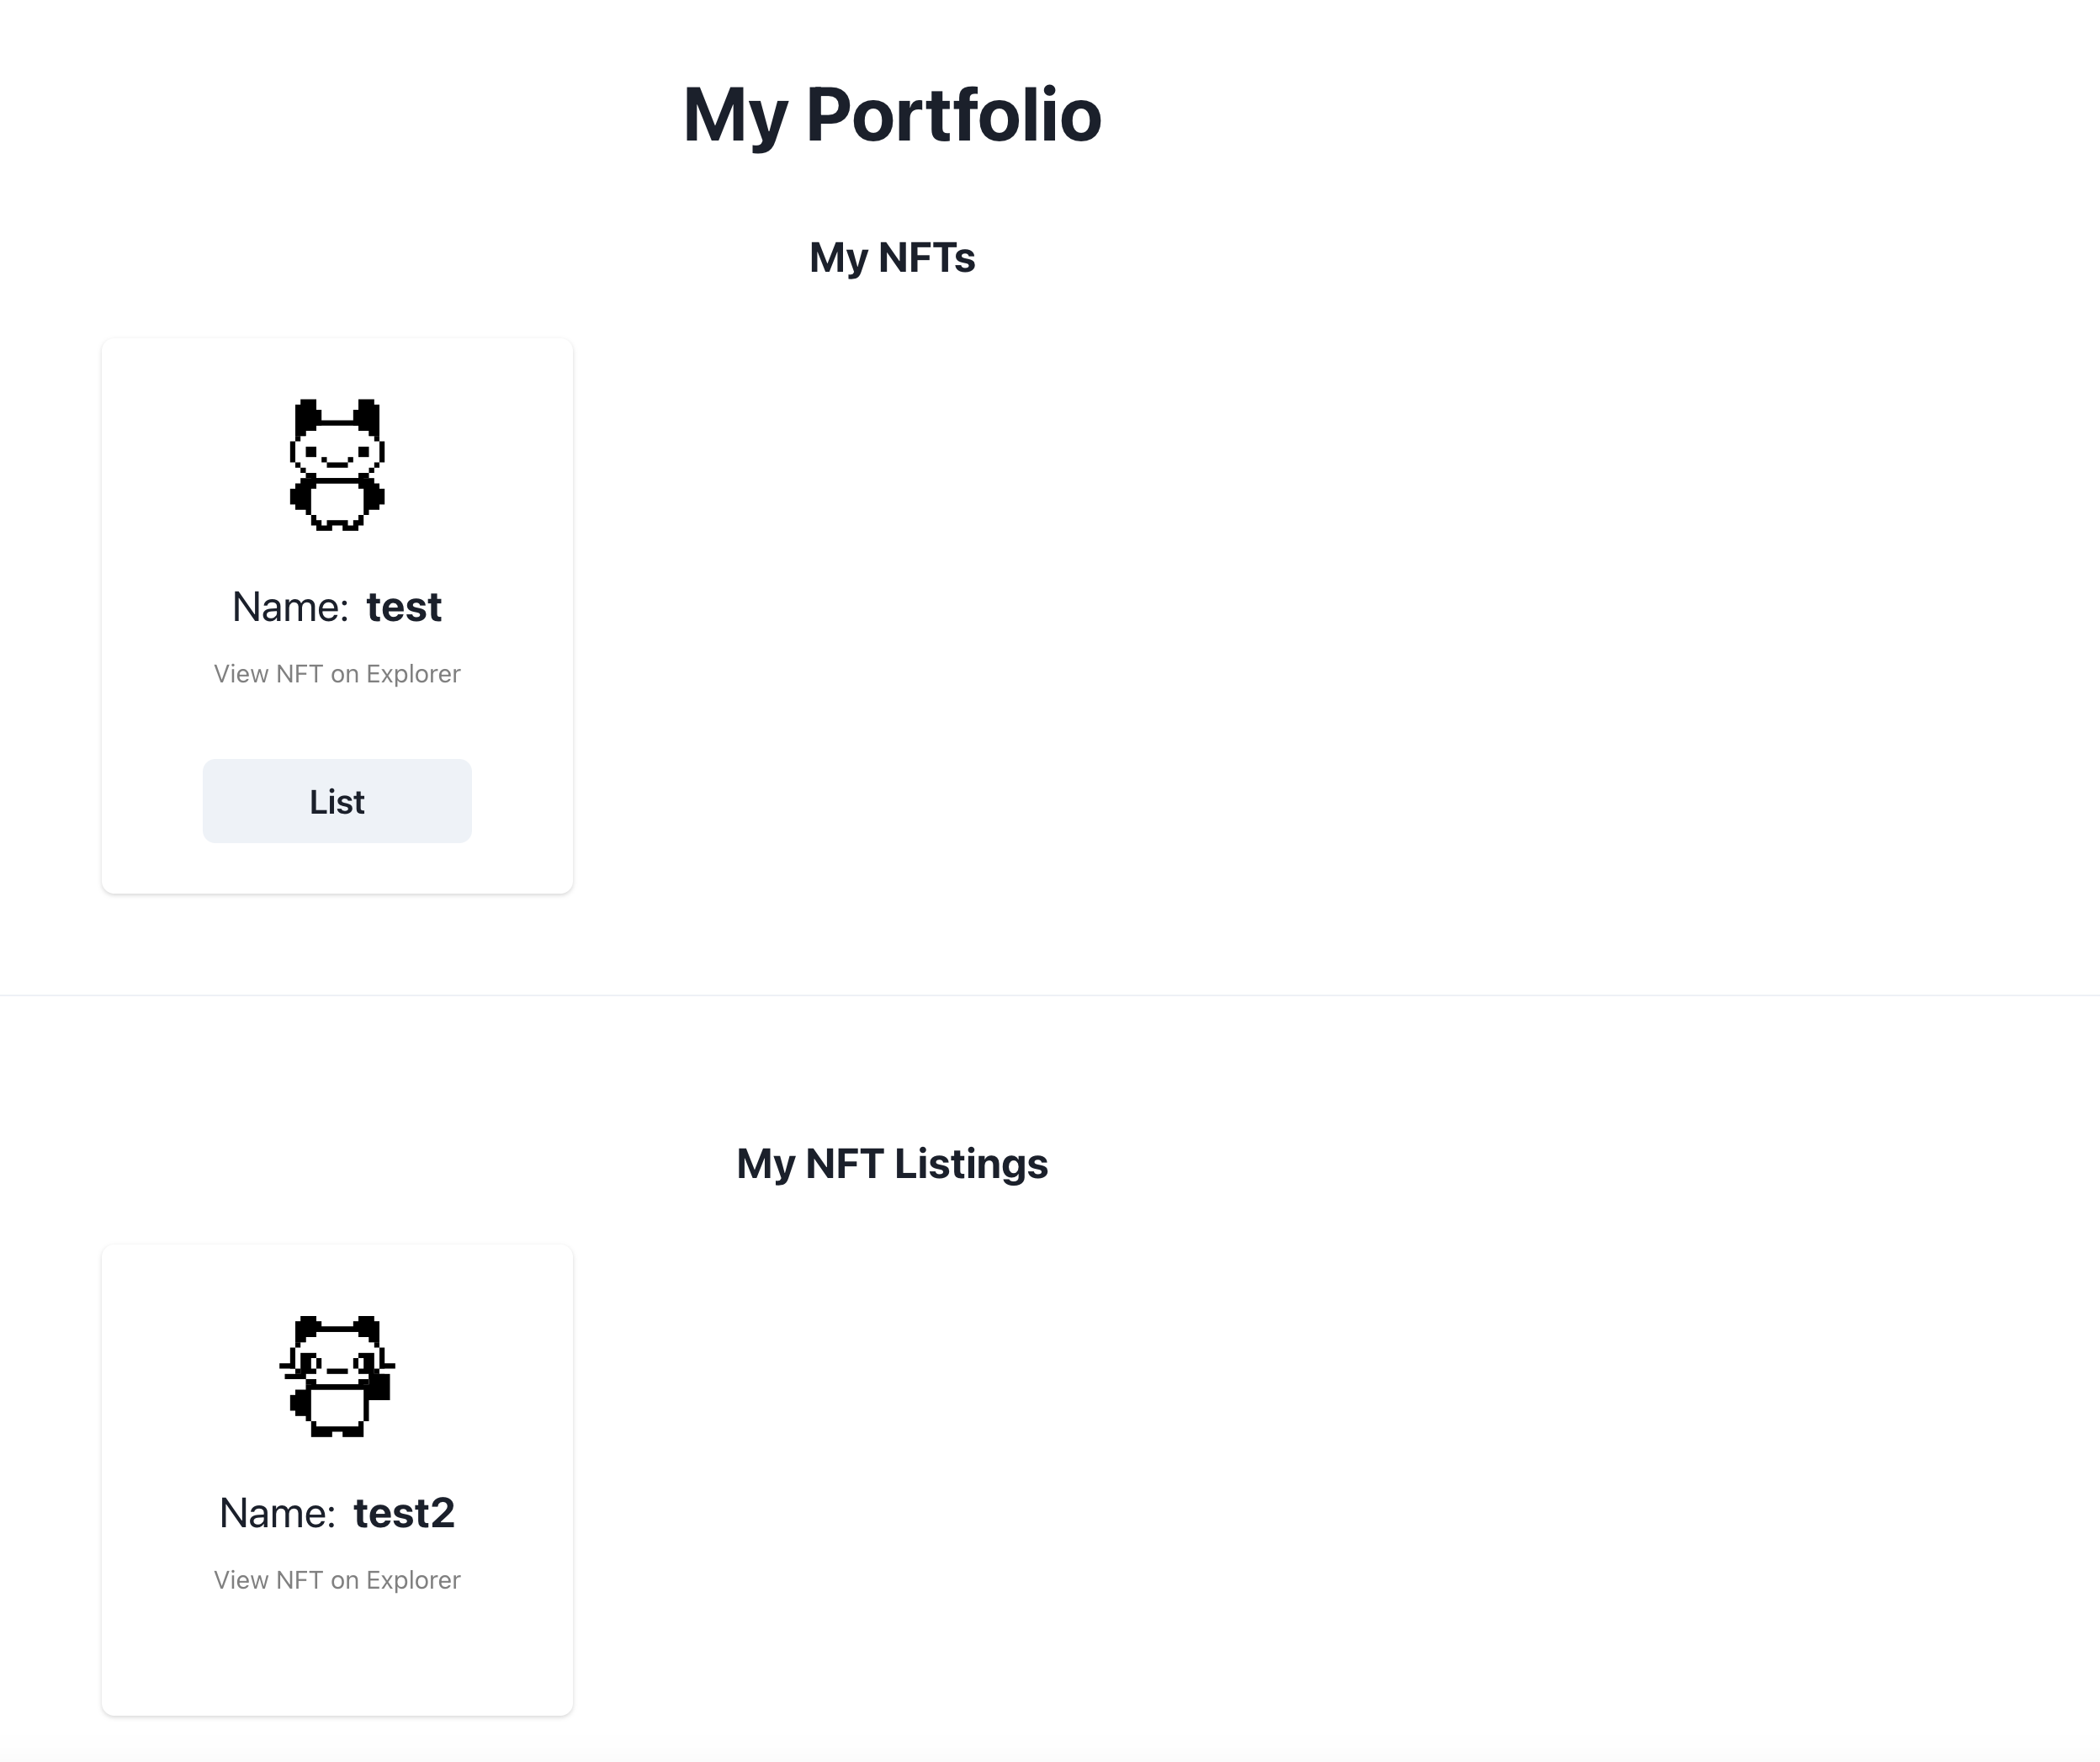 My Portfolio
My NFTs
Name: test
View NFT on Explorer
List
My NFT Listings
Name: test2
View NFT on Explorer